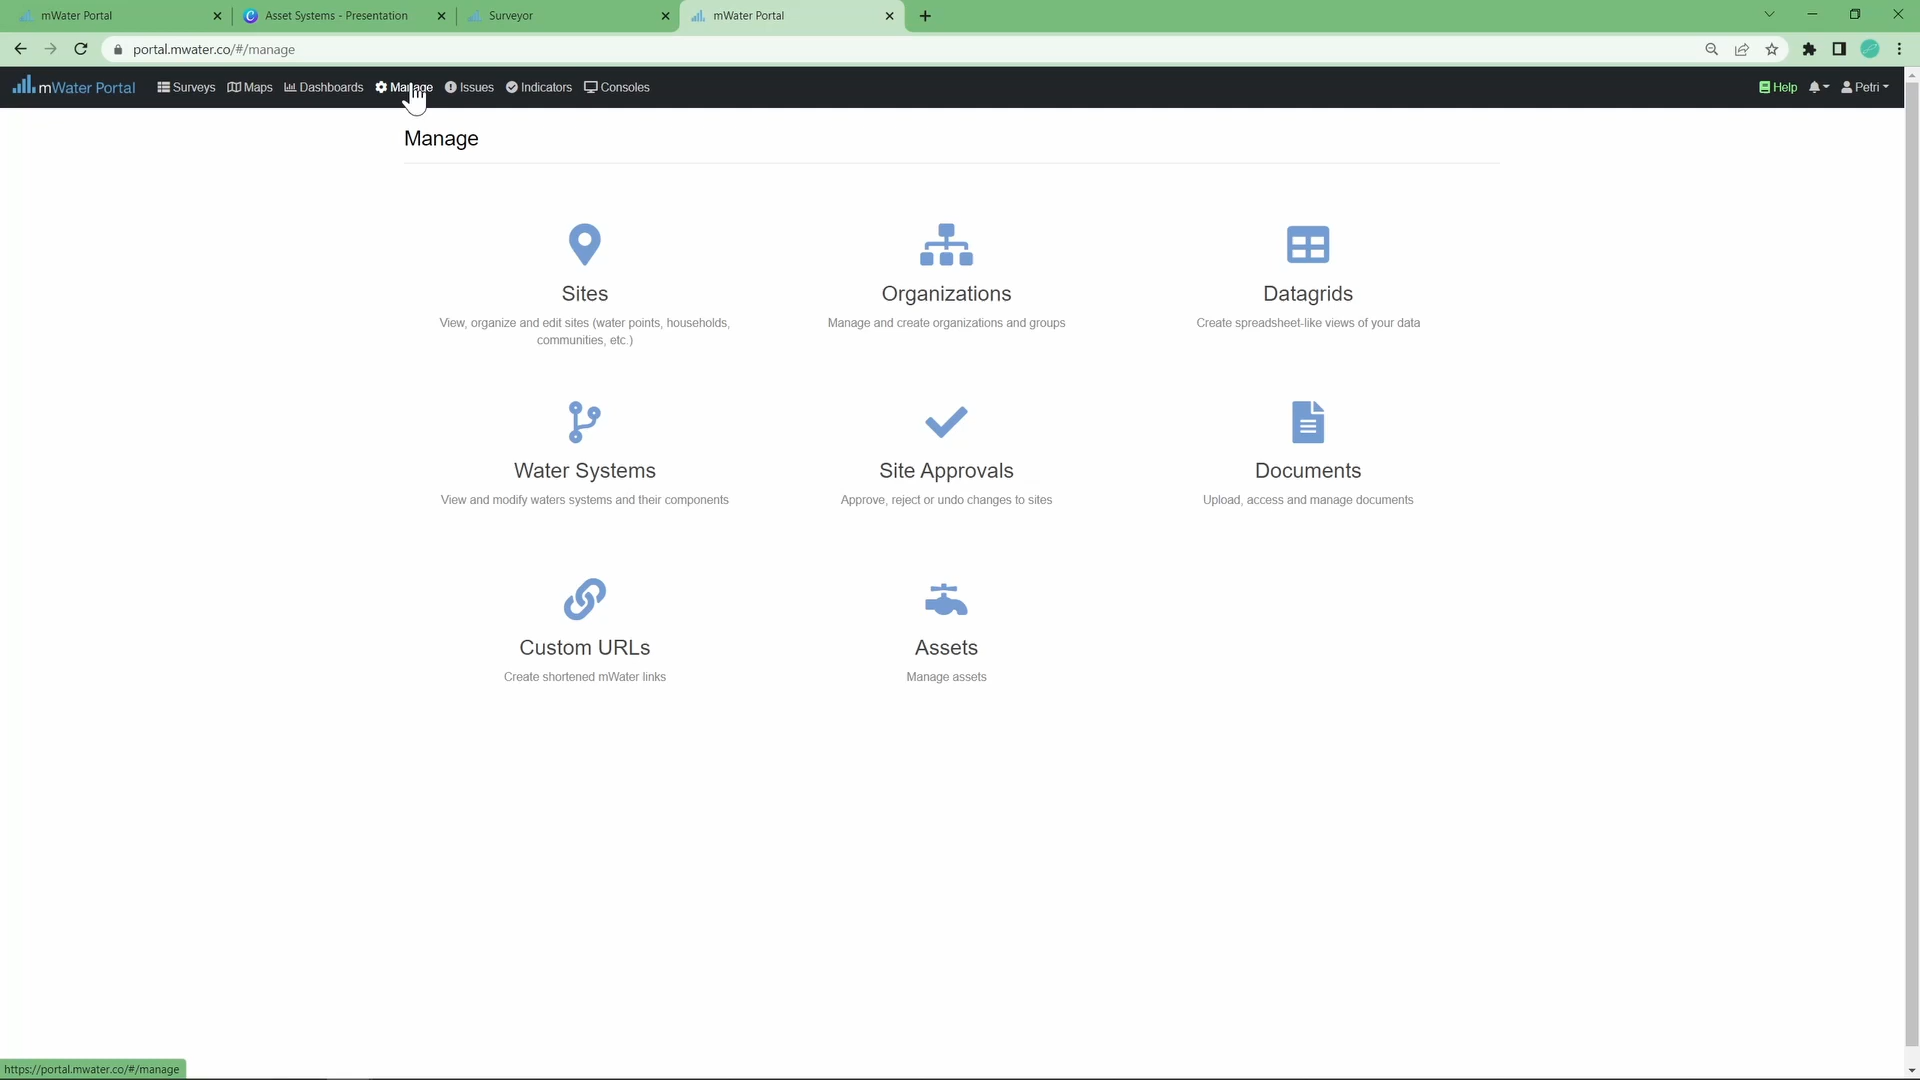 mWater Portal
Asset Systems - Presentation
Surveyor
mWater Portal
portal.mwater.co/#/manage
mWater Portal
Surveys
Maps
Dashboards
Manage
Issues
Indicators
Consoles
Help
Petri
Manage
Sites
View, organize and edit sites (water points, households,
communities, etc.)
Organizations
Manage and create organizations and groups
Datagrids
Create spreadsheet-like views of your data
Water Systems
View and modify waters systems and their components
Site Approvals
Approve, reject or undo changes to sites
Documents
Upload, access and manage documents
Custom URLs
Create shortened mWater links
Assets
Manage assets
https://portal.mwater.co/#/manage